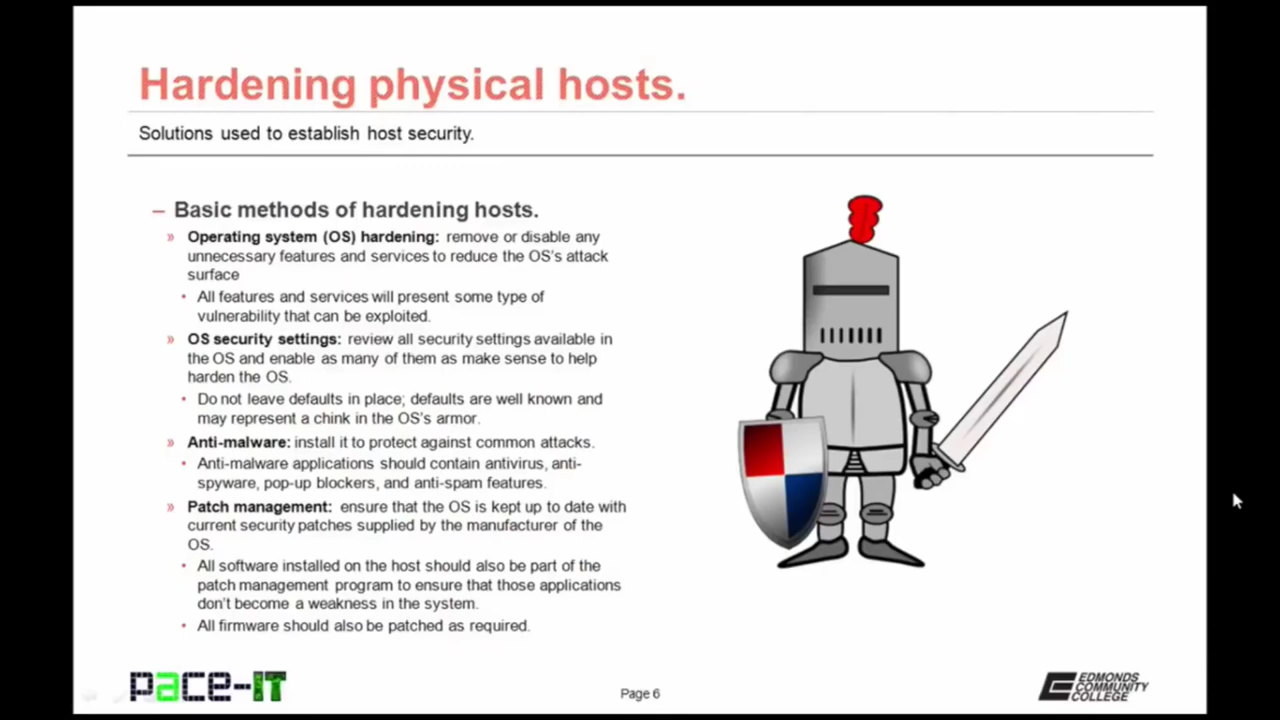 Hardening physical hosts.
Solutions used to establish host security.
– Basic methods of hardening hosts.
» Operating system (OS) hardening: remove or disable any
unnecessary features and services to reduce the OS's attack
surface
• All features and services will present some type of
vulnerability that can be exploited.
» OS security settings: review all security settings available in
the OS and enable as many of them as make sense to help
harden the OS.
• Do not leave defaults in place; defaults are well known and
may represent a chink in the OS's armor.
» Anti-malware: install it to protect against common attacks.
• Anti-malware applications should contain antivirus, anti-
spyware, pop-up blockers, and anti-spam features.
» Patch management: ensure that the OS is kept up to date with
current security patches supplied by the manufacturer of the
OS.
• All software installed on the host should also be part of the
patch management program to ensure that those applications
don't become a weakness in the system.
• All firmware should also be patched as required.
pace-IT
Page 6
EDMONDS
COMMUNITY
COLLEGE